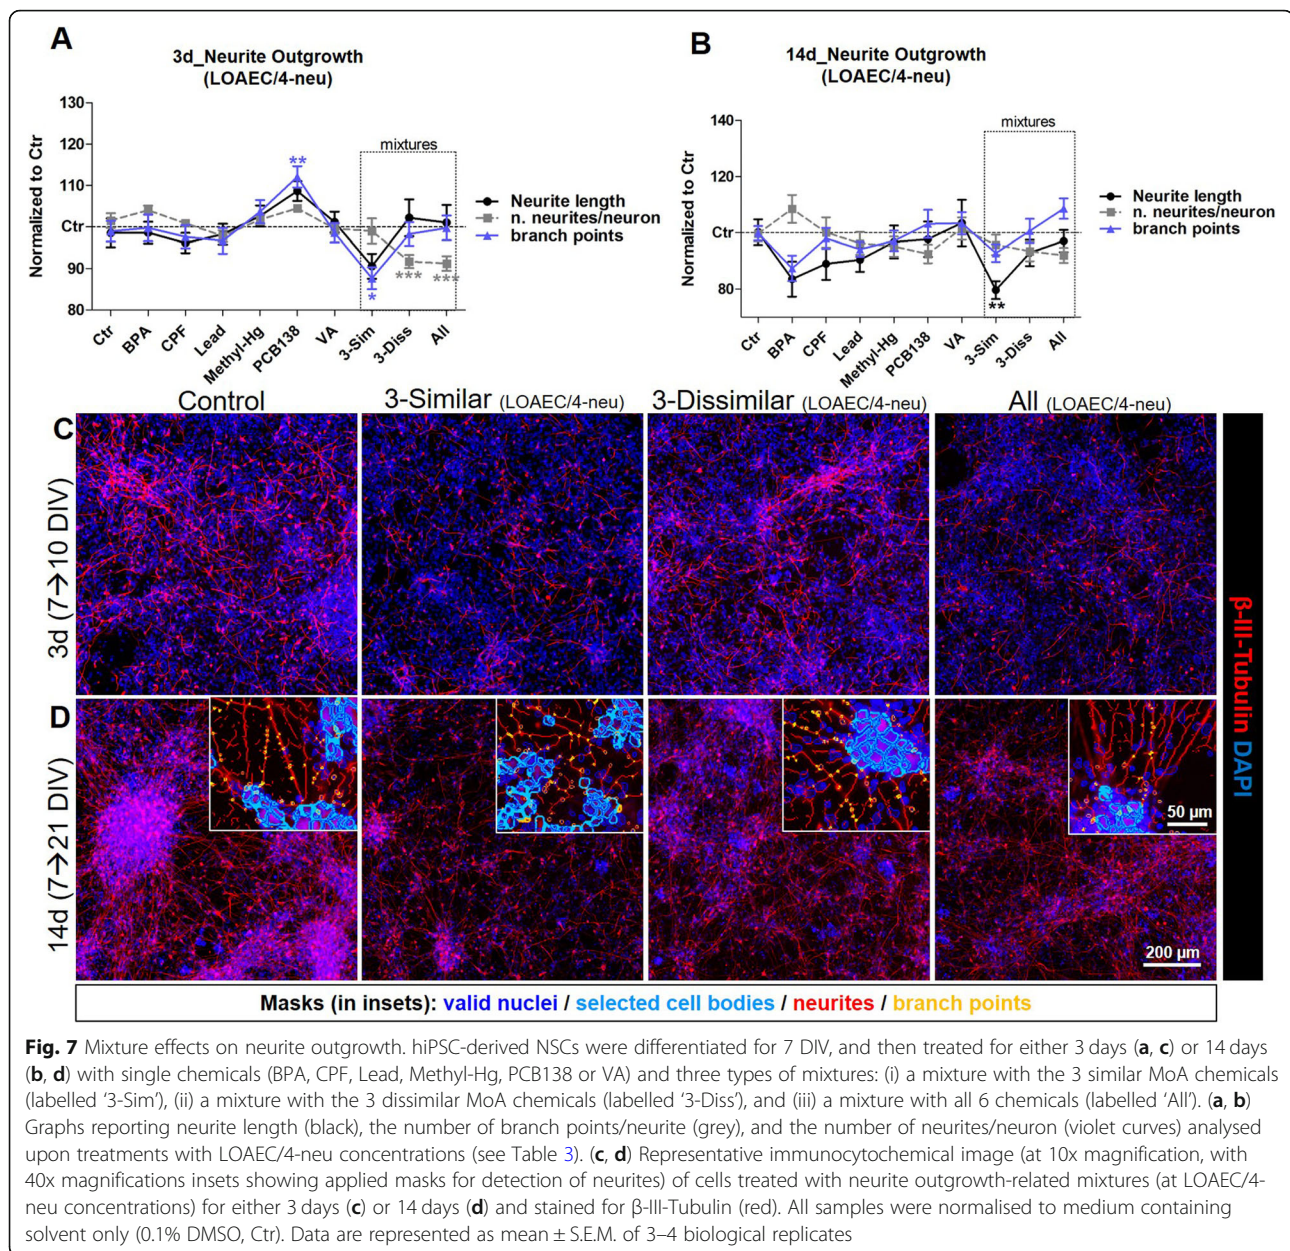 A
3d_Neurite Outgrowth
(LOAEC/4-neu)
Normalized to Ctr
130
120
110
Ctr
90
80
mixtures
**
*
***
***
Ctr
BPA
CPF
Lead
Methyl-Hg
PCB138
VA
3-Sim
3-Diss
All
Neurite length
n. neurites/neuron
branch points
B
14d_Neurite Outgrowth
(LOAEC/4-neu)
Normalized to Ctr
140
120
Ctr
80
mixtures
**
Ctr
BPA
CPF
Lead
Methyl-Hg
PCB138
VA
3-Sim
3-Diss
All
Neurite length
n. neurites/neuron
branch points
Control
3-Similar (LOAEC/4-neu)
3-Dissimilar (LOAEC/4-neu)
All (LOAEC/4-neu)
C
3d (7→10 DIV)
D
14d (7→21 DIV)
50 µm
200 µm
β-III-Tubulin DAPI
Masks (in insets): valid nuclei / selected cell bodies / neurites / branch points
Fig. 7 Mixture effects on neurite outgrowth. hiPSC-derived NSCs were differentiated for 7 DIV, and then treated for either 3 days (a, c) or 14 days
(b, d) with single chemicals (BPA, CPF, Lead, Methyl-Hg, PCB138 or VA) and three types of mixtures: (i) a mixture with the 3 similar MoA chemicals
(labelled ‘3-Sim’), (ii) a mixture with the 3 dissimilar MoA chemicals (labelled ‘3-Diss’), and (iii) a mixture with all 6 chemicals (labelled ‘All’). (a, b)
Graphs reporting neurite length (black), the number of branch points/neurite (grey), and the number of neurites/neuron (violet curves) analysed
upon treatments with LOAEC/4-neu concentrations (see Table 3). (c, d) Representative immunocytochemical image (at 10x magnification, with
40x magnifications insets showing applied masks for detection of neurites) of cells treated with neurite outgrowth-related mixtures (at LOAEC/4-
neu concentrations) for either 3 days (c) or 14 days (d) and stained for β-III-Tubulin (red). All samples were normalised to medium containing
solvent only (0.1% DMSO, Ctr). Data are represented as mean ± S.E.M. of 3–4 biological replicates